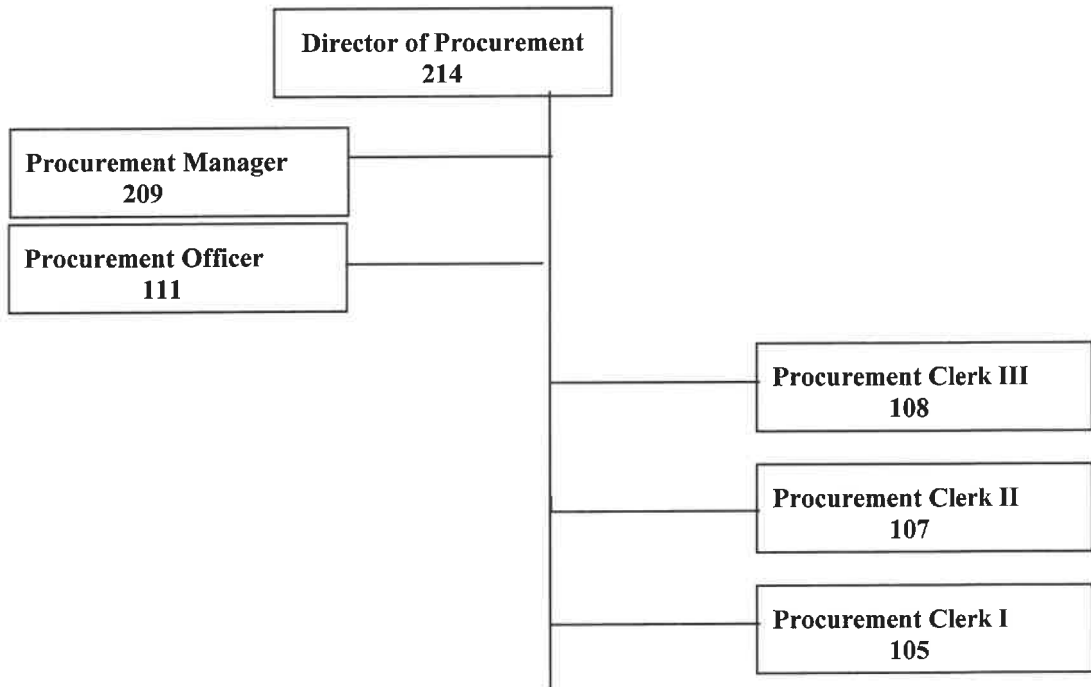 Director of Procurement
214
Procurement Manager
209
Procurement Officer
111
Procurement Clerk III
108
Procurement Clerk II
107
Procurement Clerk I
105